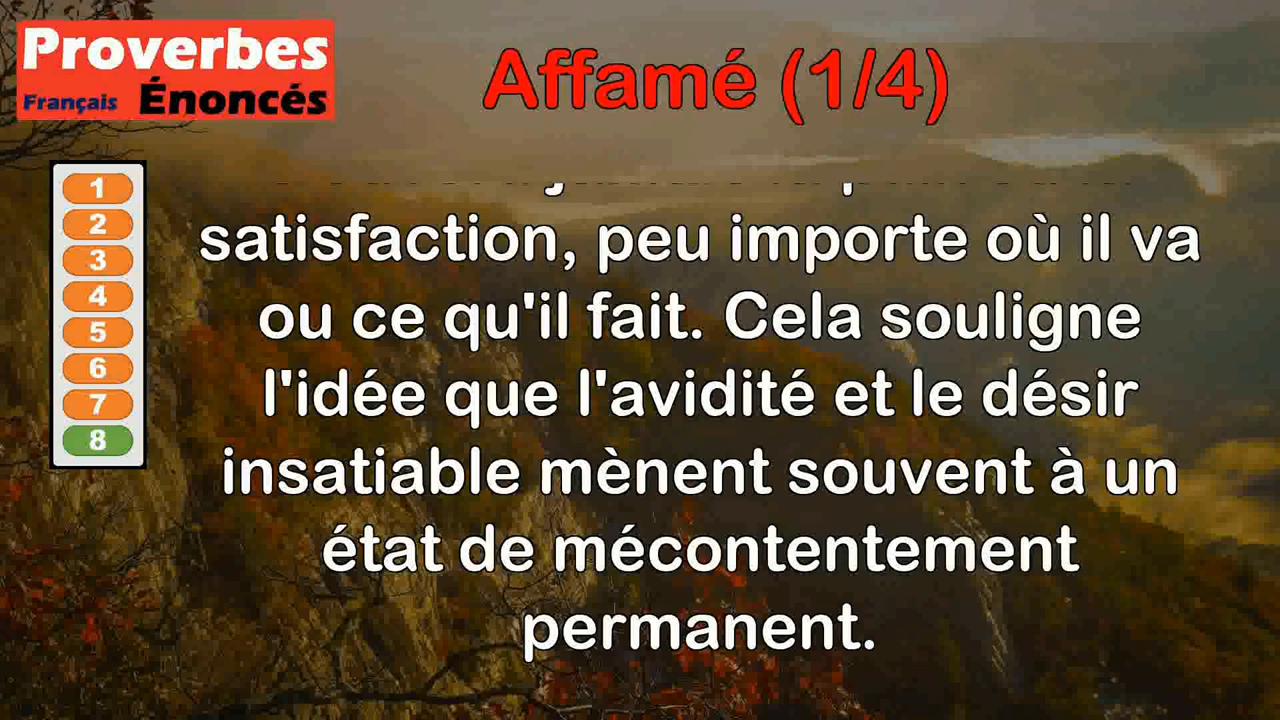 Proverbes
Français Énoncés
Affamé (1/4)
1
2
3
4
5
6
7
8
satisfaction, peu importe où il va
ou ce qu'il fait. Cela souligne
l'idée que l'avidité et le désir
insatiable mènent souvent à un
état de mécontentement
permanent.